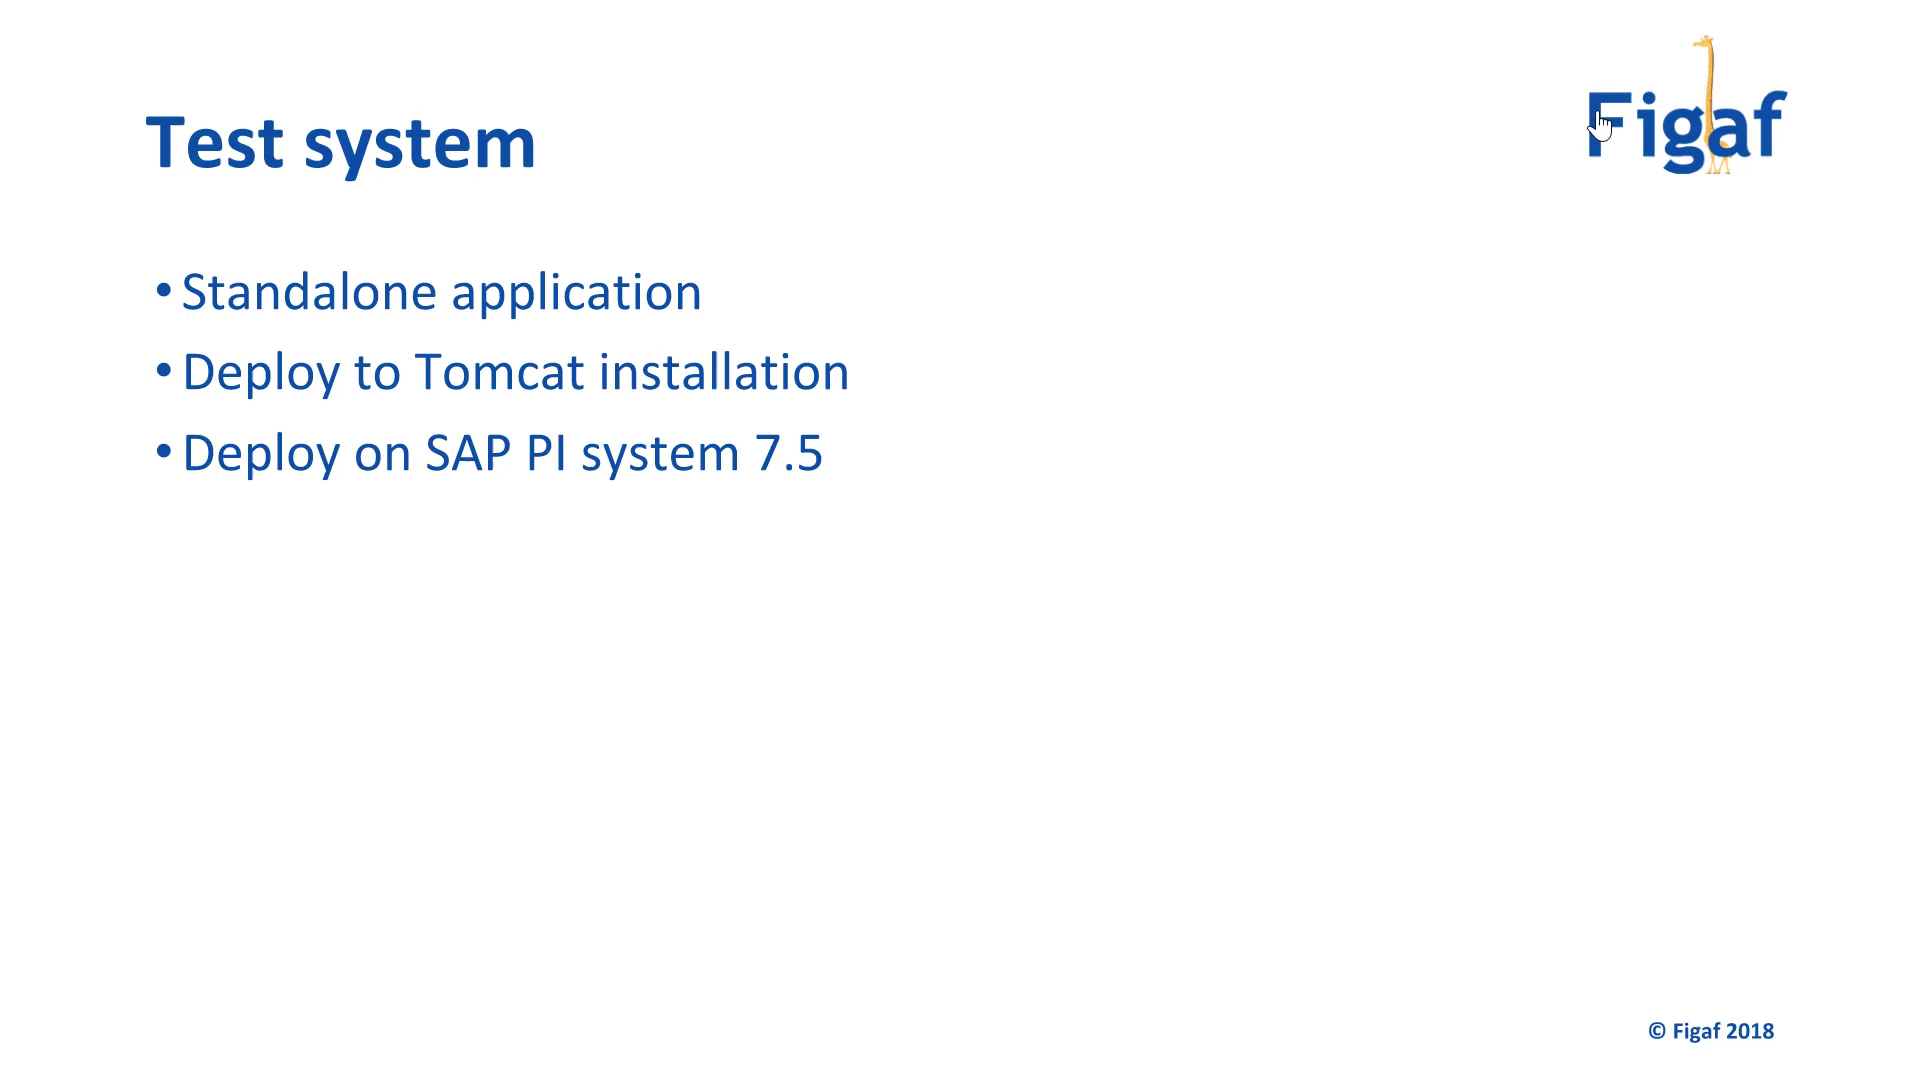 Figaf
Test system
• Standalone application
• Deploy to Tomcat installation
• Deploy on SAP PI system 7.5
© Figaf 2018